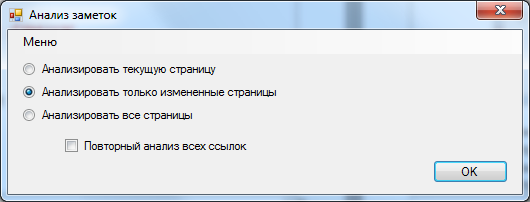 Анализ заметок
Меню
Анализировать текущую страницу
Анализировать только измененные страницы
Анализировать все страницы
Повторный анализ всех ссылок
OK